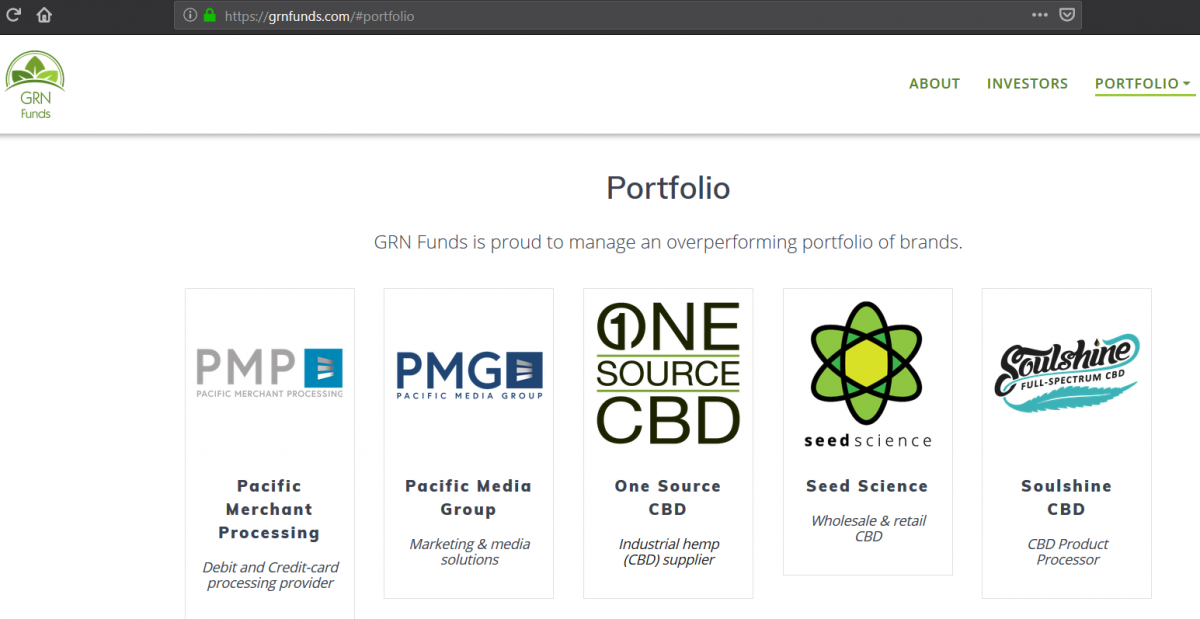 https://grnfunds.com/#portfolio
GRN
Funds
ABOUT INVESTORS PORTFOLIO
Portfolio
GRN Funds is proud to manage an overperforming portfolio of brands.
PMP
PACIFIC MERCHANT PROCESSING
Pacific
Merchant
Processing
Debit and Credit-card
processing provider
PMG
PACIFIC MEDIA GROUP
Pacific Media
Group
Marketing & media
solutions
ONE
SOURCE
CBD
One Source
CBD
Industrial hemp
(CBD) supplier
seedscience
Seed Science
Wholesale & retail
CBD
Soulshine
FULL-SPECTRUM CBD
Soulshine
CBD
CBD Product
Processor